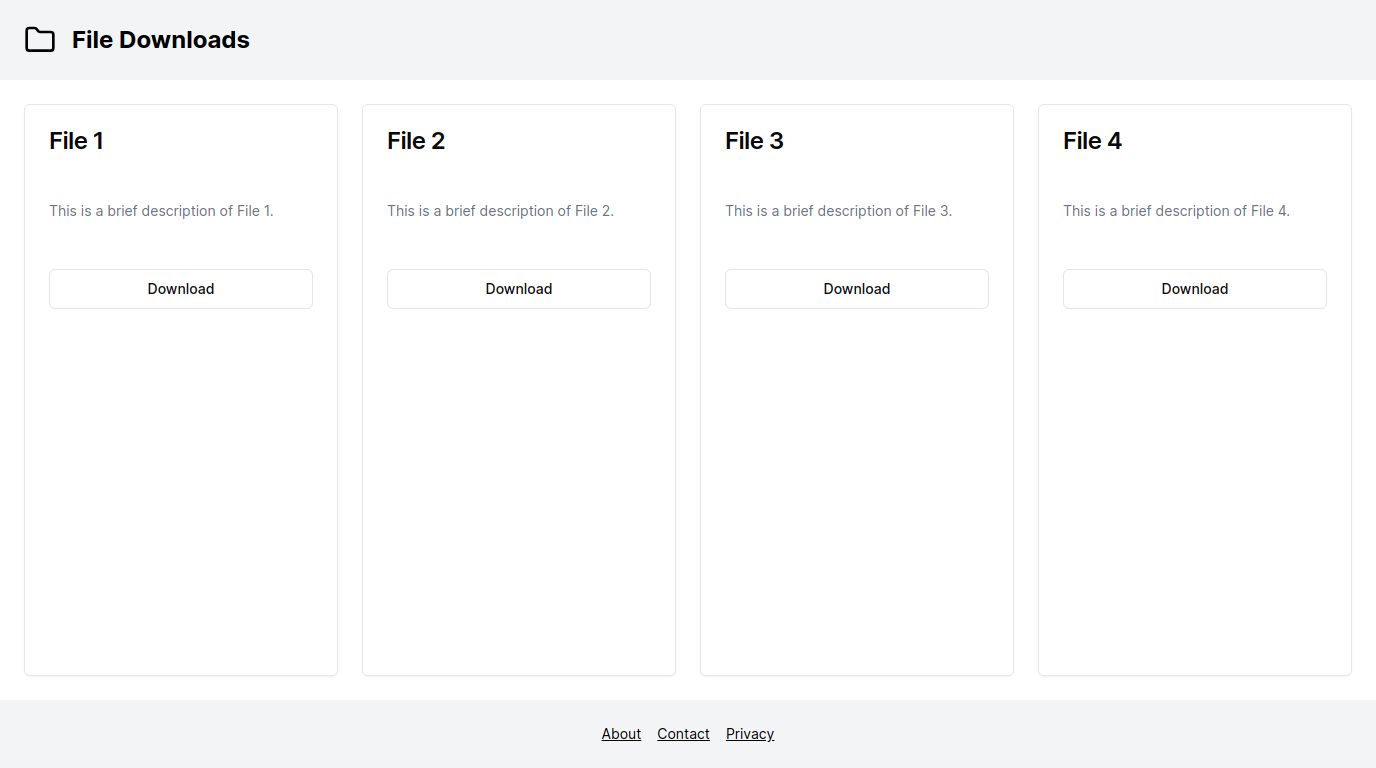 File Downloads
File 1
This is a brief description of File 1.
Download
File 2
This is a brief description of File 2.
Download
File 3
This is a brief description of File 3.
Download
File 4
This is a brief description of File 4.
Download
About Contact Privacy